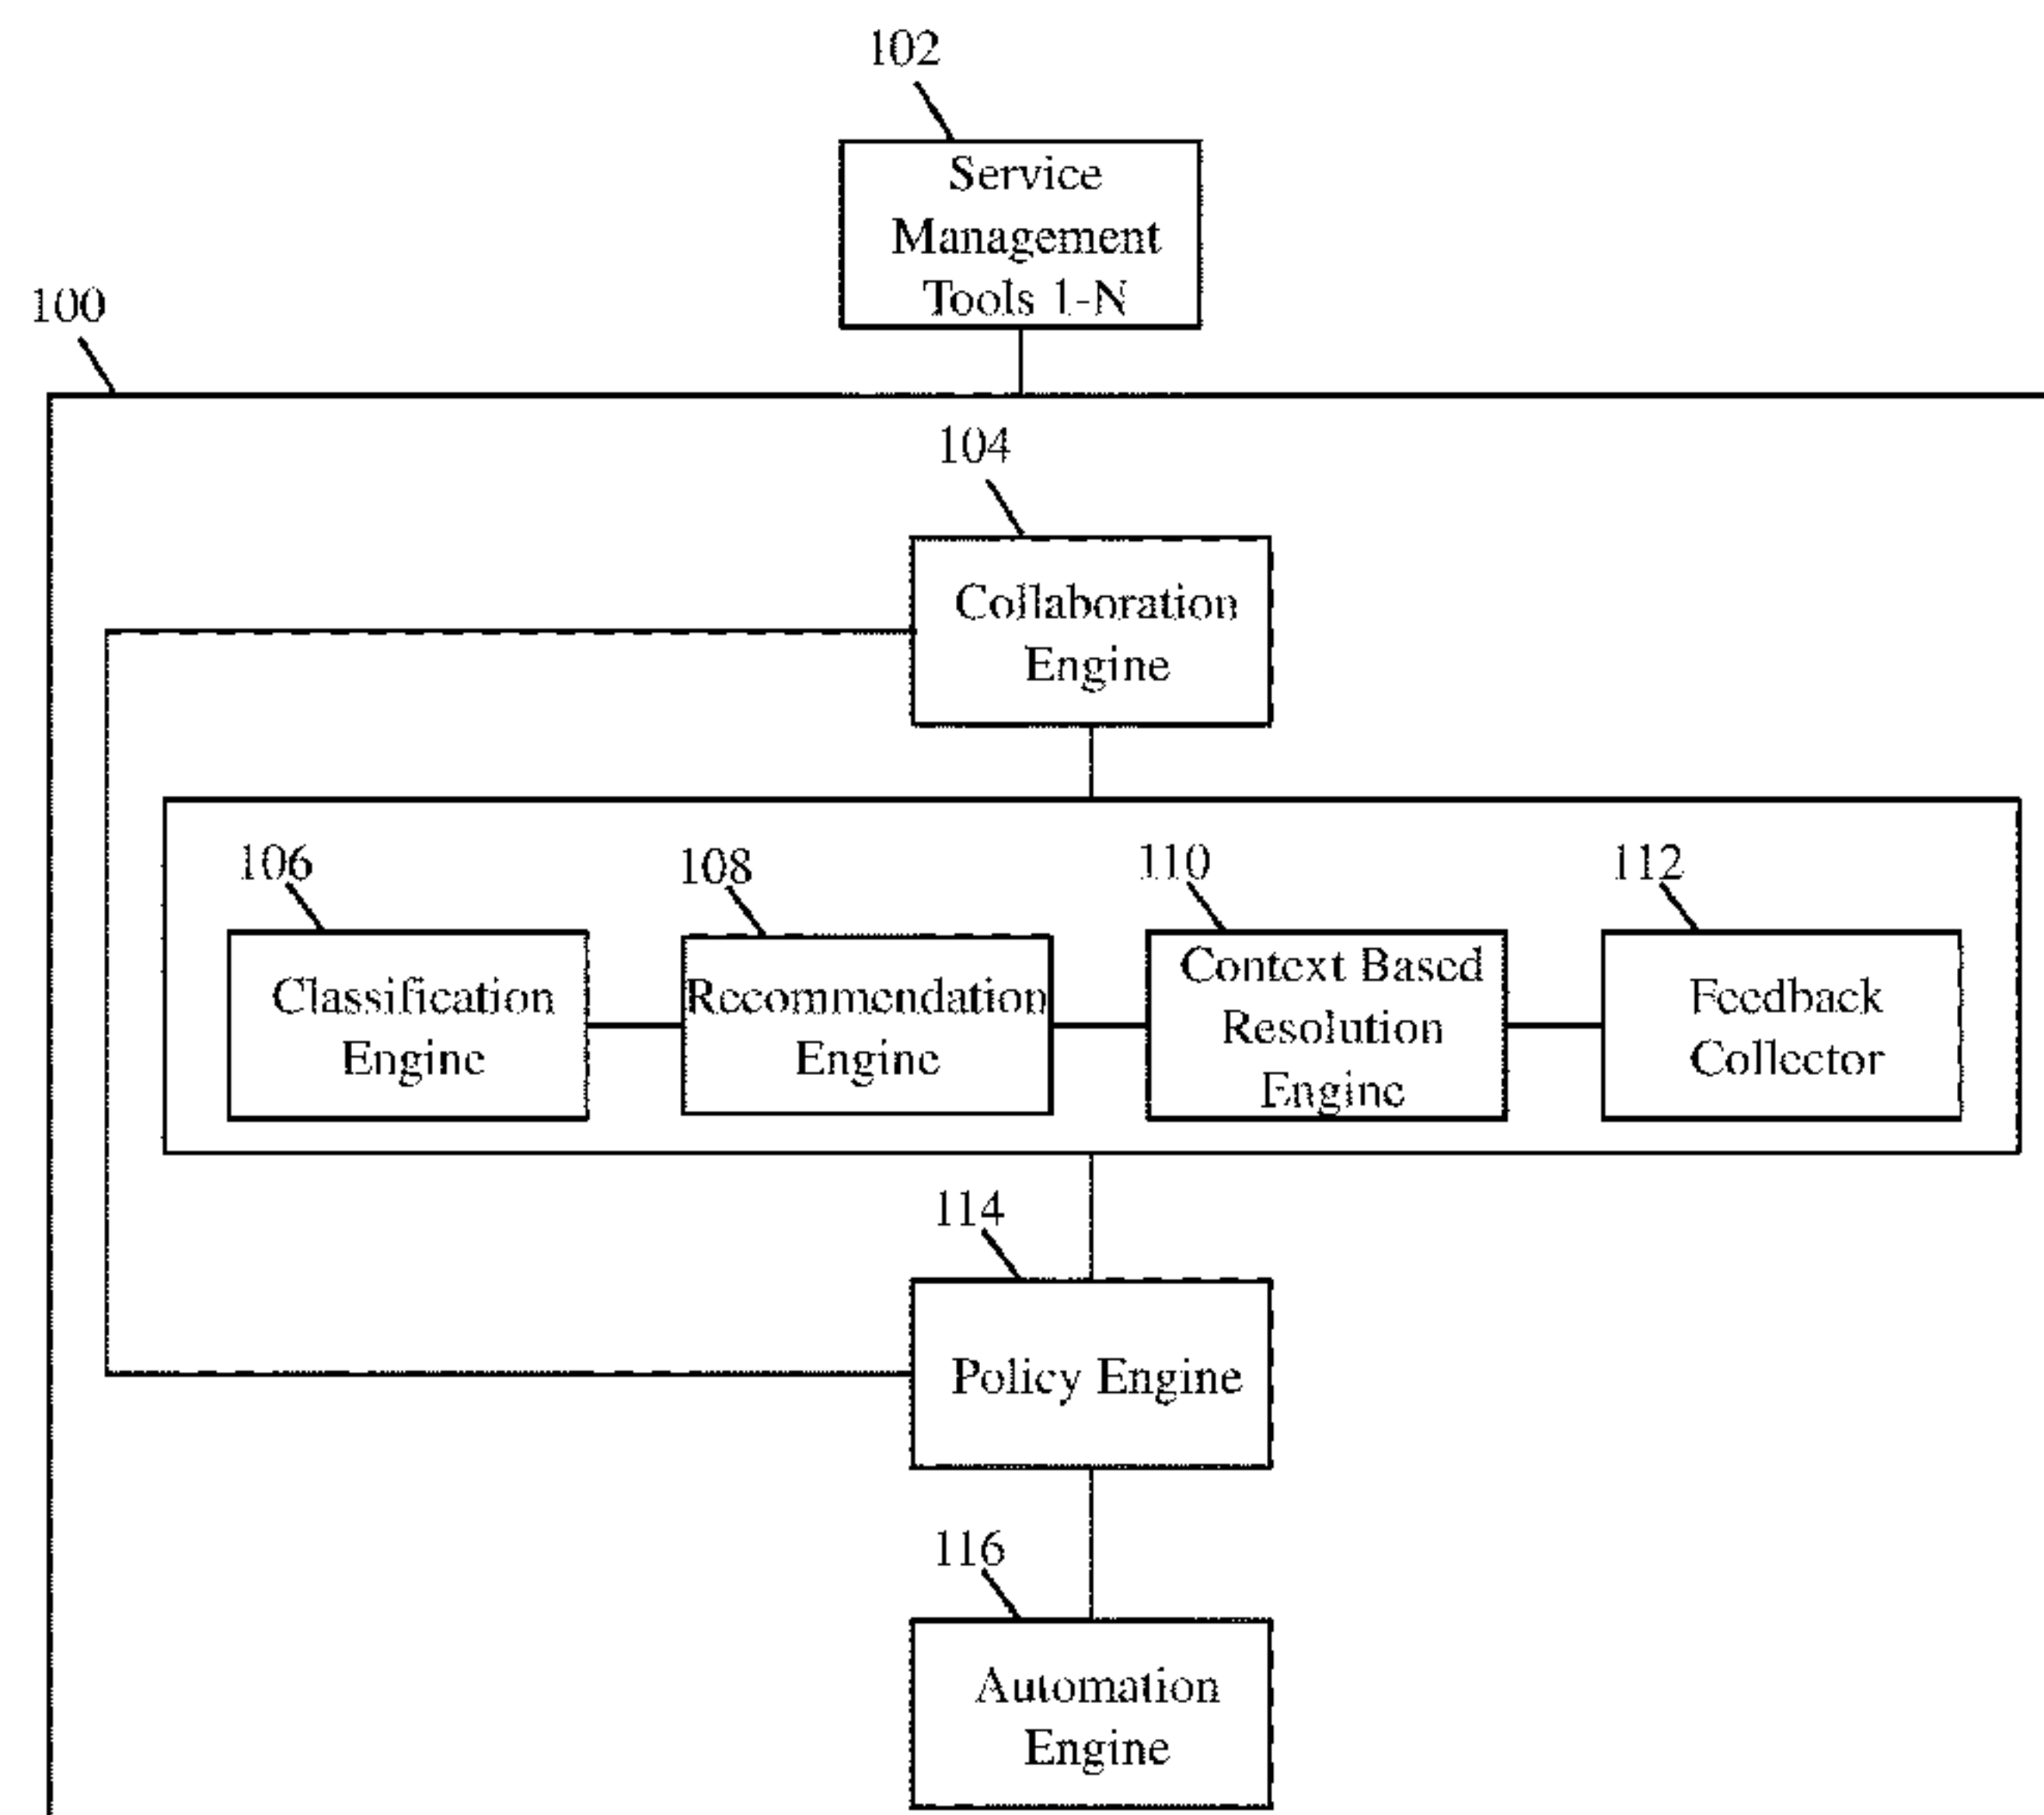 102
Service
Management
Tools 1-N
100
104
Collaboration
Engine
106
108
110
112
Classification
Engine
Recommendation
Engine
Context Based
Resolution
Engine
Feedback
Collector
114
Policy Engine
116
Automation
Engine